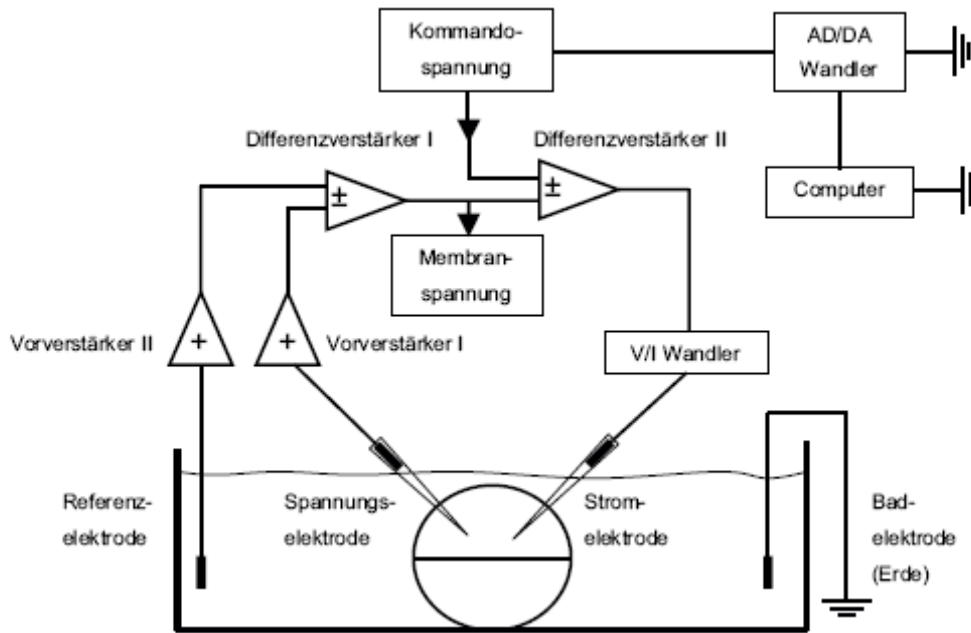 Kommando-
spannung
AD/DA
Wandler
Differenzverstärker I
Differenzverstärker II
±
±
Computer
Membran-
spannung
Vorverstärker II
+
+
Vorverstärker I
V/I Wandler
Referenz-
elektrode
Spannungs-
elektrode
Strom-
elektrode
Bad-
elektrode
(Erde)